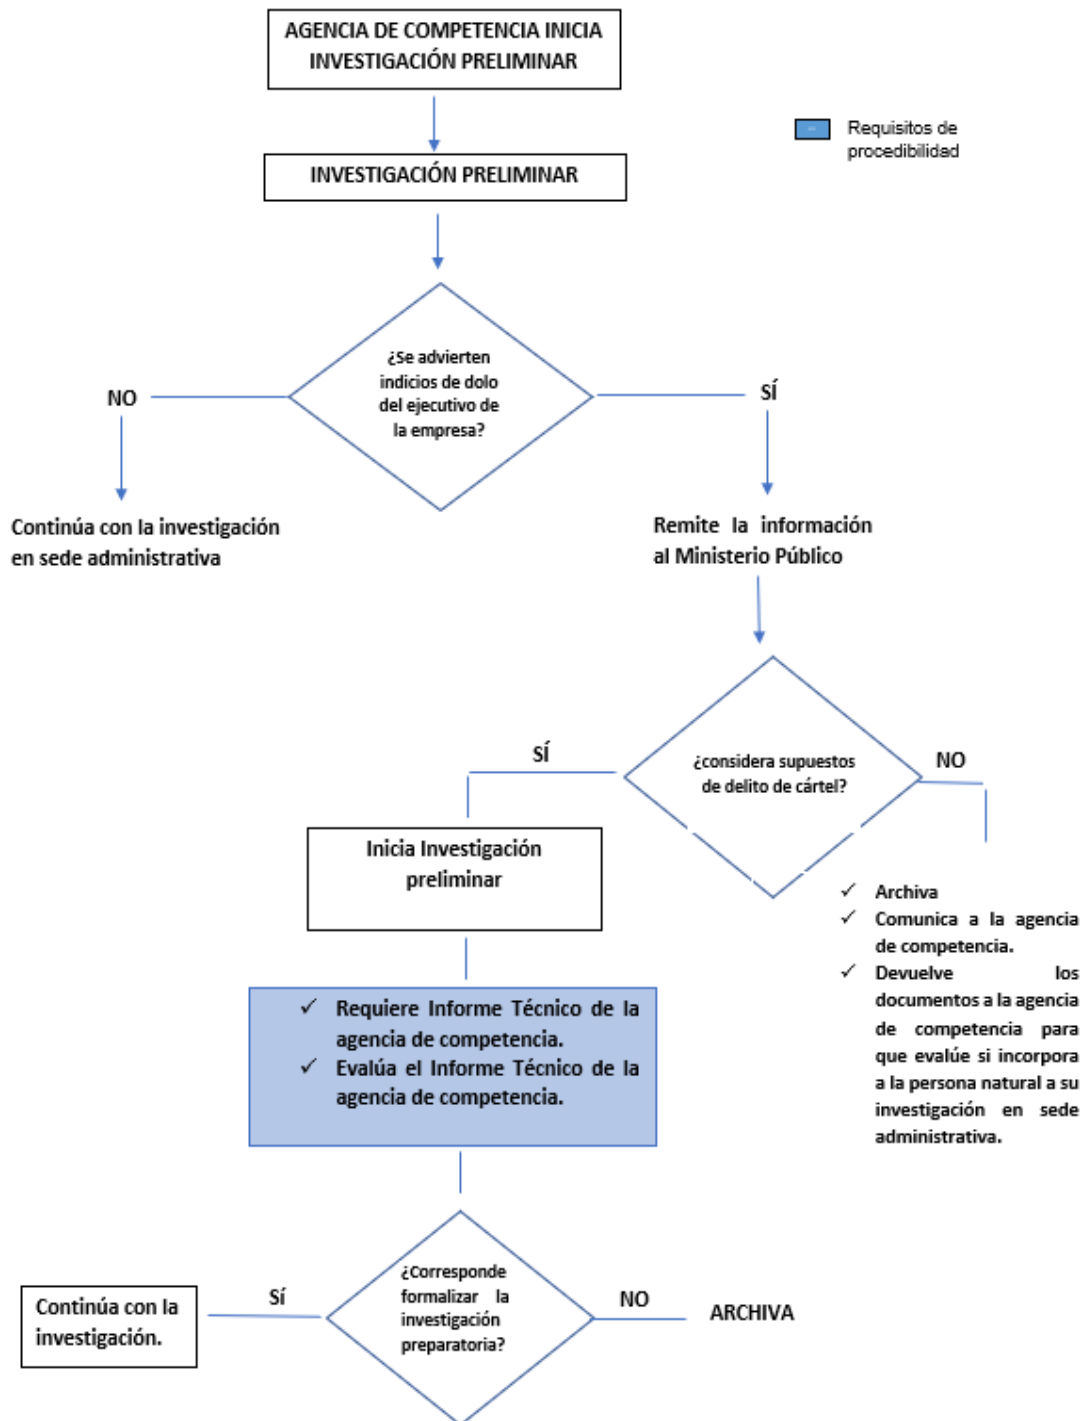 AGENCIA DE COMPETENCIA INICIA
INVESTIGACIÓN PRELIMINAR
Requisitos de
procedibilidad
INVESTIGACIÓN PRELIMINAR
¿Se advierten
indicios de dolo
del ejecutivo de
la empresa?
NO
SÍ
Continúa con la investigación
en sede administrativa
Remite la información
al Ministerio Público
¿considera supuestos
de delito de cártel?
SÍ
NO
Inicia Investigación
preliminar
✓ Archiva
✓ Comunica a la agencia
de competencia.
✓ Devuelve los
documentos a la agencia
de competencia para
que evalúe si incorpora
a la persona natural a su
investigación en sede
administrativa.
✓ Requiere Informe Técnico de la
agencia de competencia.
✓ Evalúa el Informe Técnico de la
agencia de competencia.
¿Corresponde
formalizar la
investigación
preparatoria?
Sí
NO
Continúa con la
investigación.
ARCHIVA